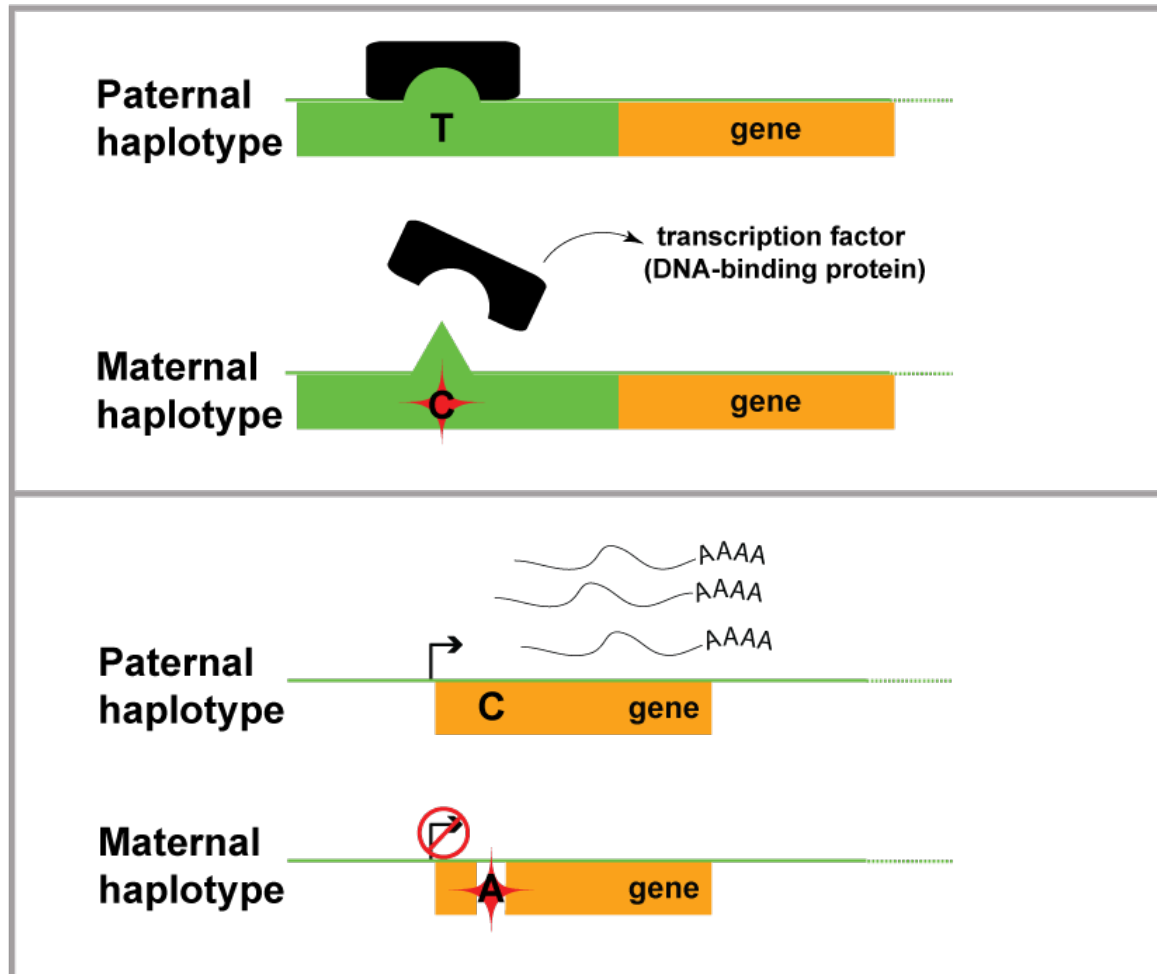 Paternal
haplotype
T
gene
transcription factor
(DNA-binding protein)
Maternal
haplotype
C
gene
AAAA
AAAA
AAAA
Paternal
haplotype
C
gene
Maternal
haplotype
A
gene